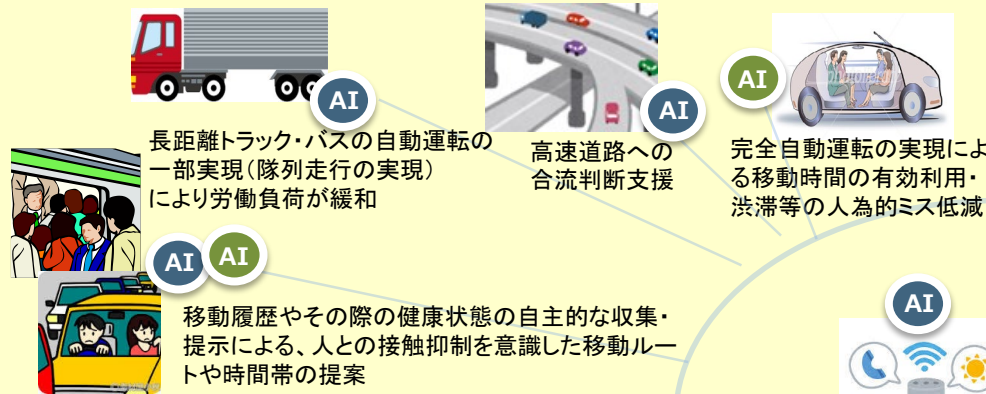 AI
長距離トラック・バスの自動運転の
一部実現(隊列走行の実現)
により労働負荷が緩和
AI
高速道路への
合流判断支援
AI
完全自動運転の実現によ
る移動時間の有効利用・
渋滞等の人為的ミス低減
AI AI
移動履歴やその際の健康状態の自主的な収集・
提示による、人との接触抑制を意識した移動ルー
トや時間帯の提案
AI